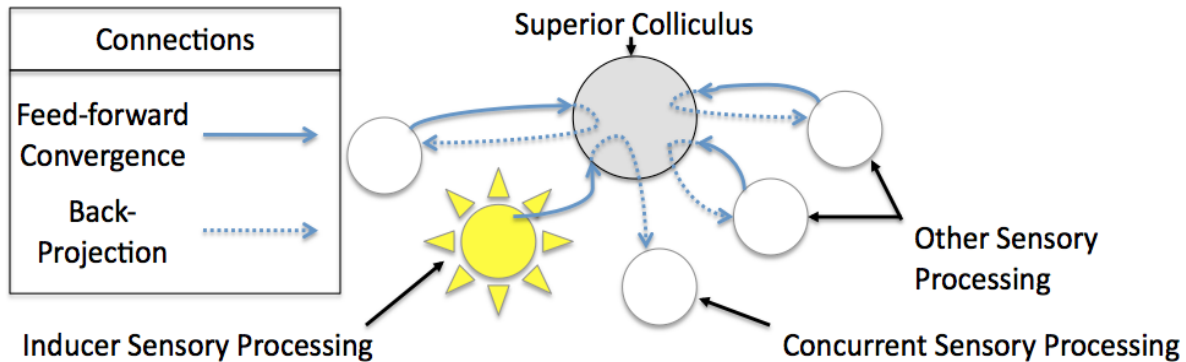 Connections
Feed-forward
Convergence
Back-
Projection
Superior Colliculus
Other Sensory
Processing
Inducer Sensory Processing
Concurrent Sensory Processing